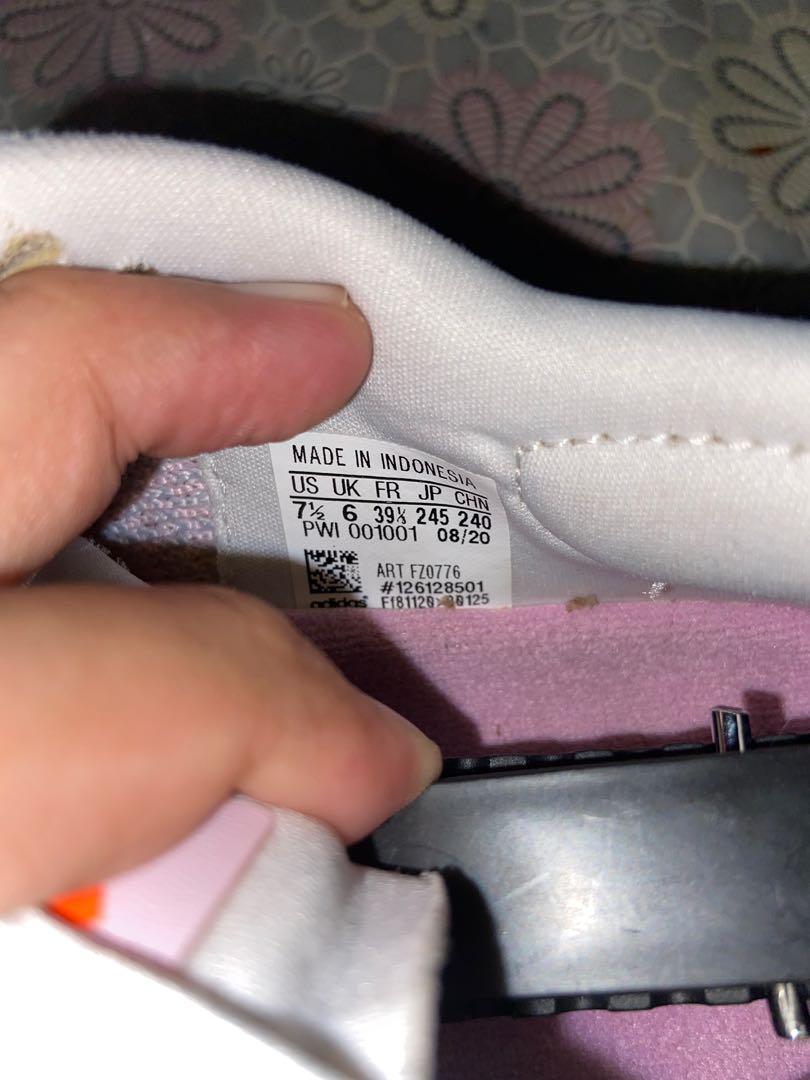 MADE IN INDONESIA
US UK FR JP CHN
7½ 6 39⅓ 245 240
PWI 001001 08/20
ART FZ0776
#126128501
adidas